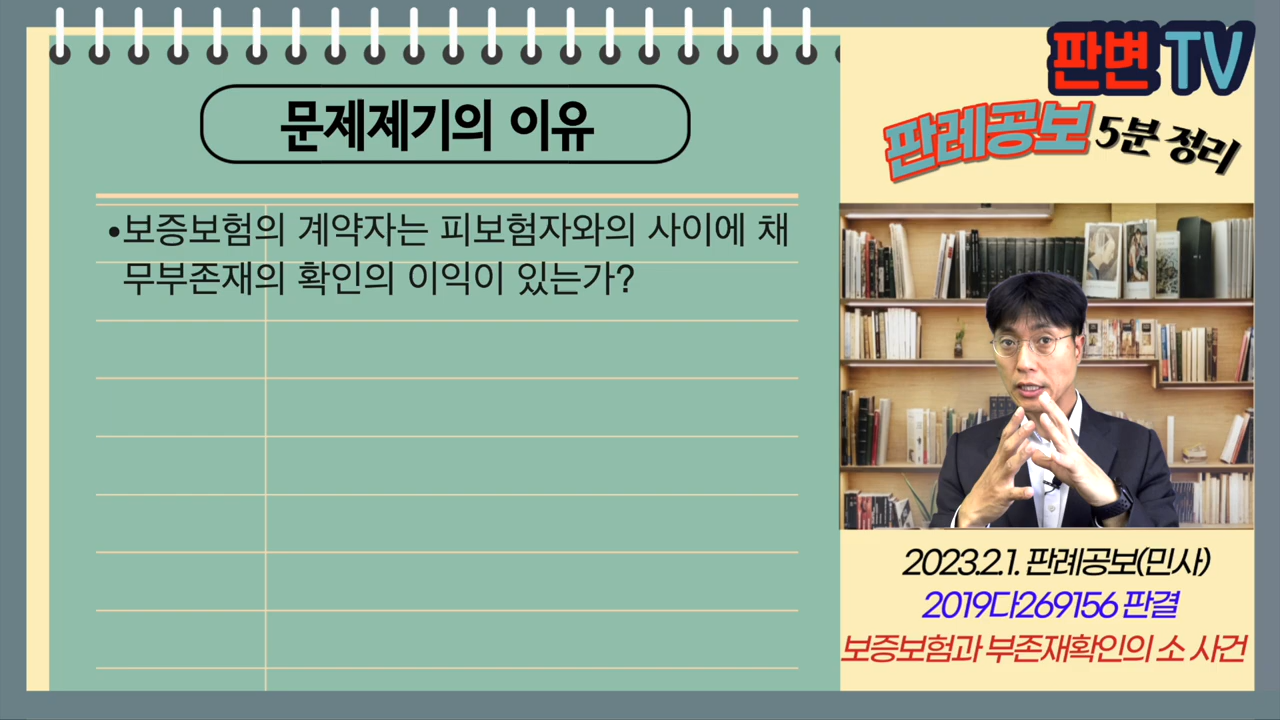 문제제기의 이유
•보증보험의 계약자는 피보험자와의 사이에 채
무부존재의 확인의 이익이 있는가?
판변 TV
판례공보 5분 정리
2023.2.1. 판례공보(민사)
2019다269156 판결
보증보험과 부존재확인의 소 사건